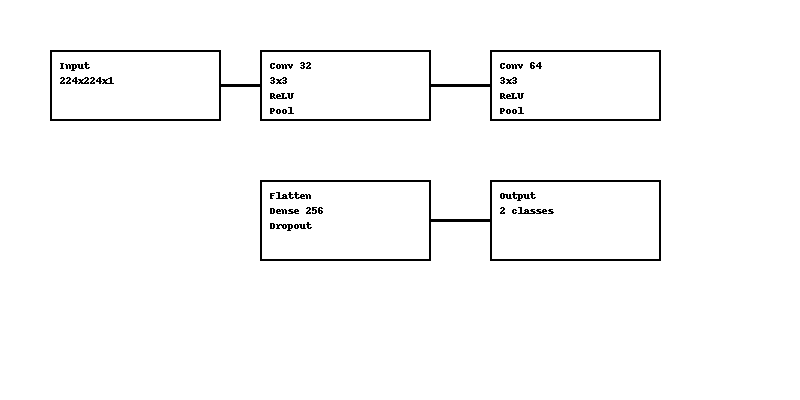 Input
224x224x1
Conv 32
3x3
ReLU
Pool
Conv 64
3x3
ReLU
Pool
Flatten
Dense 256
Dropout
Output
2 classes